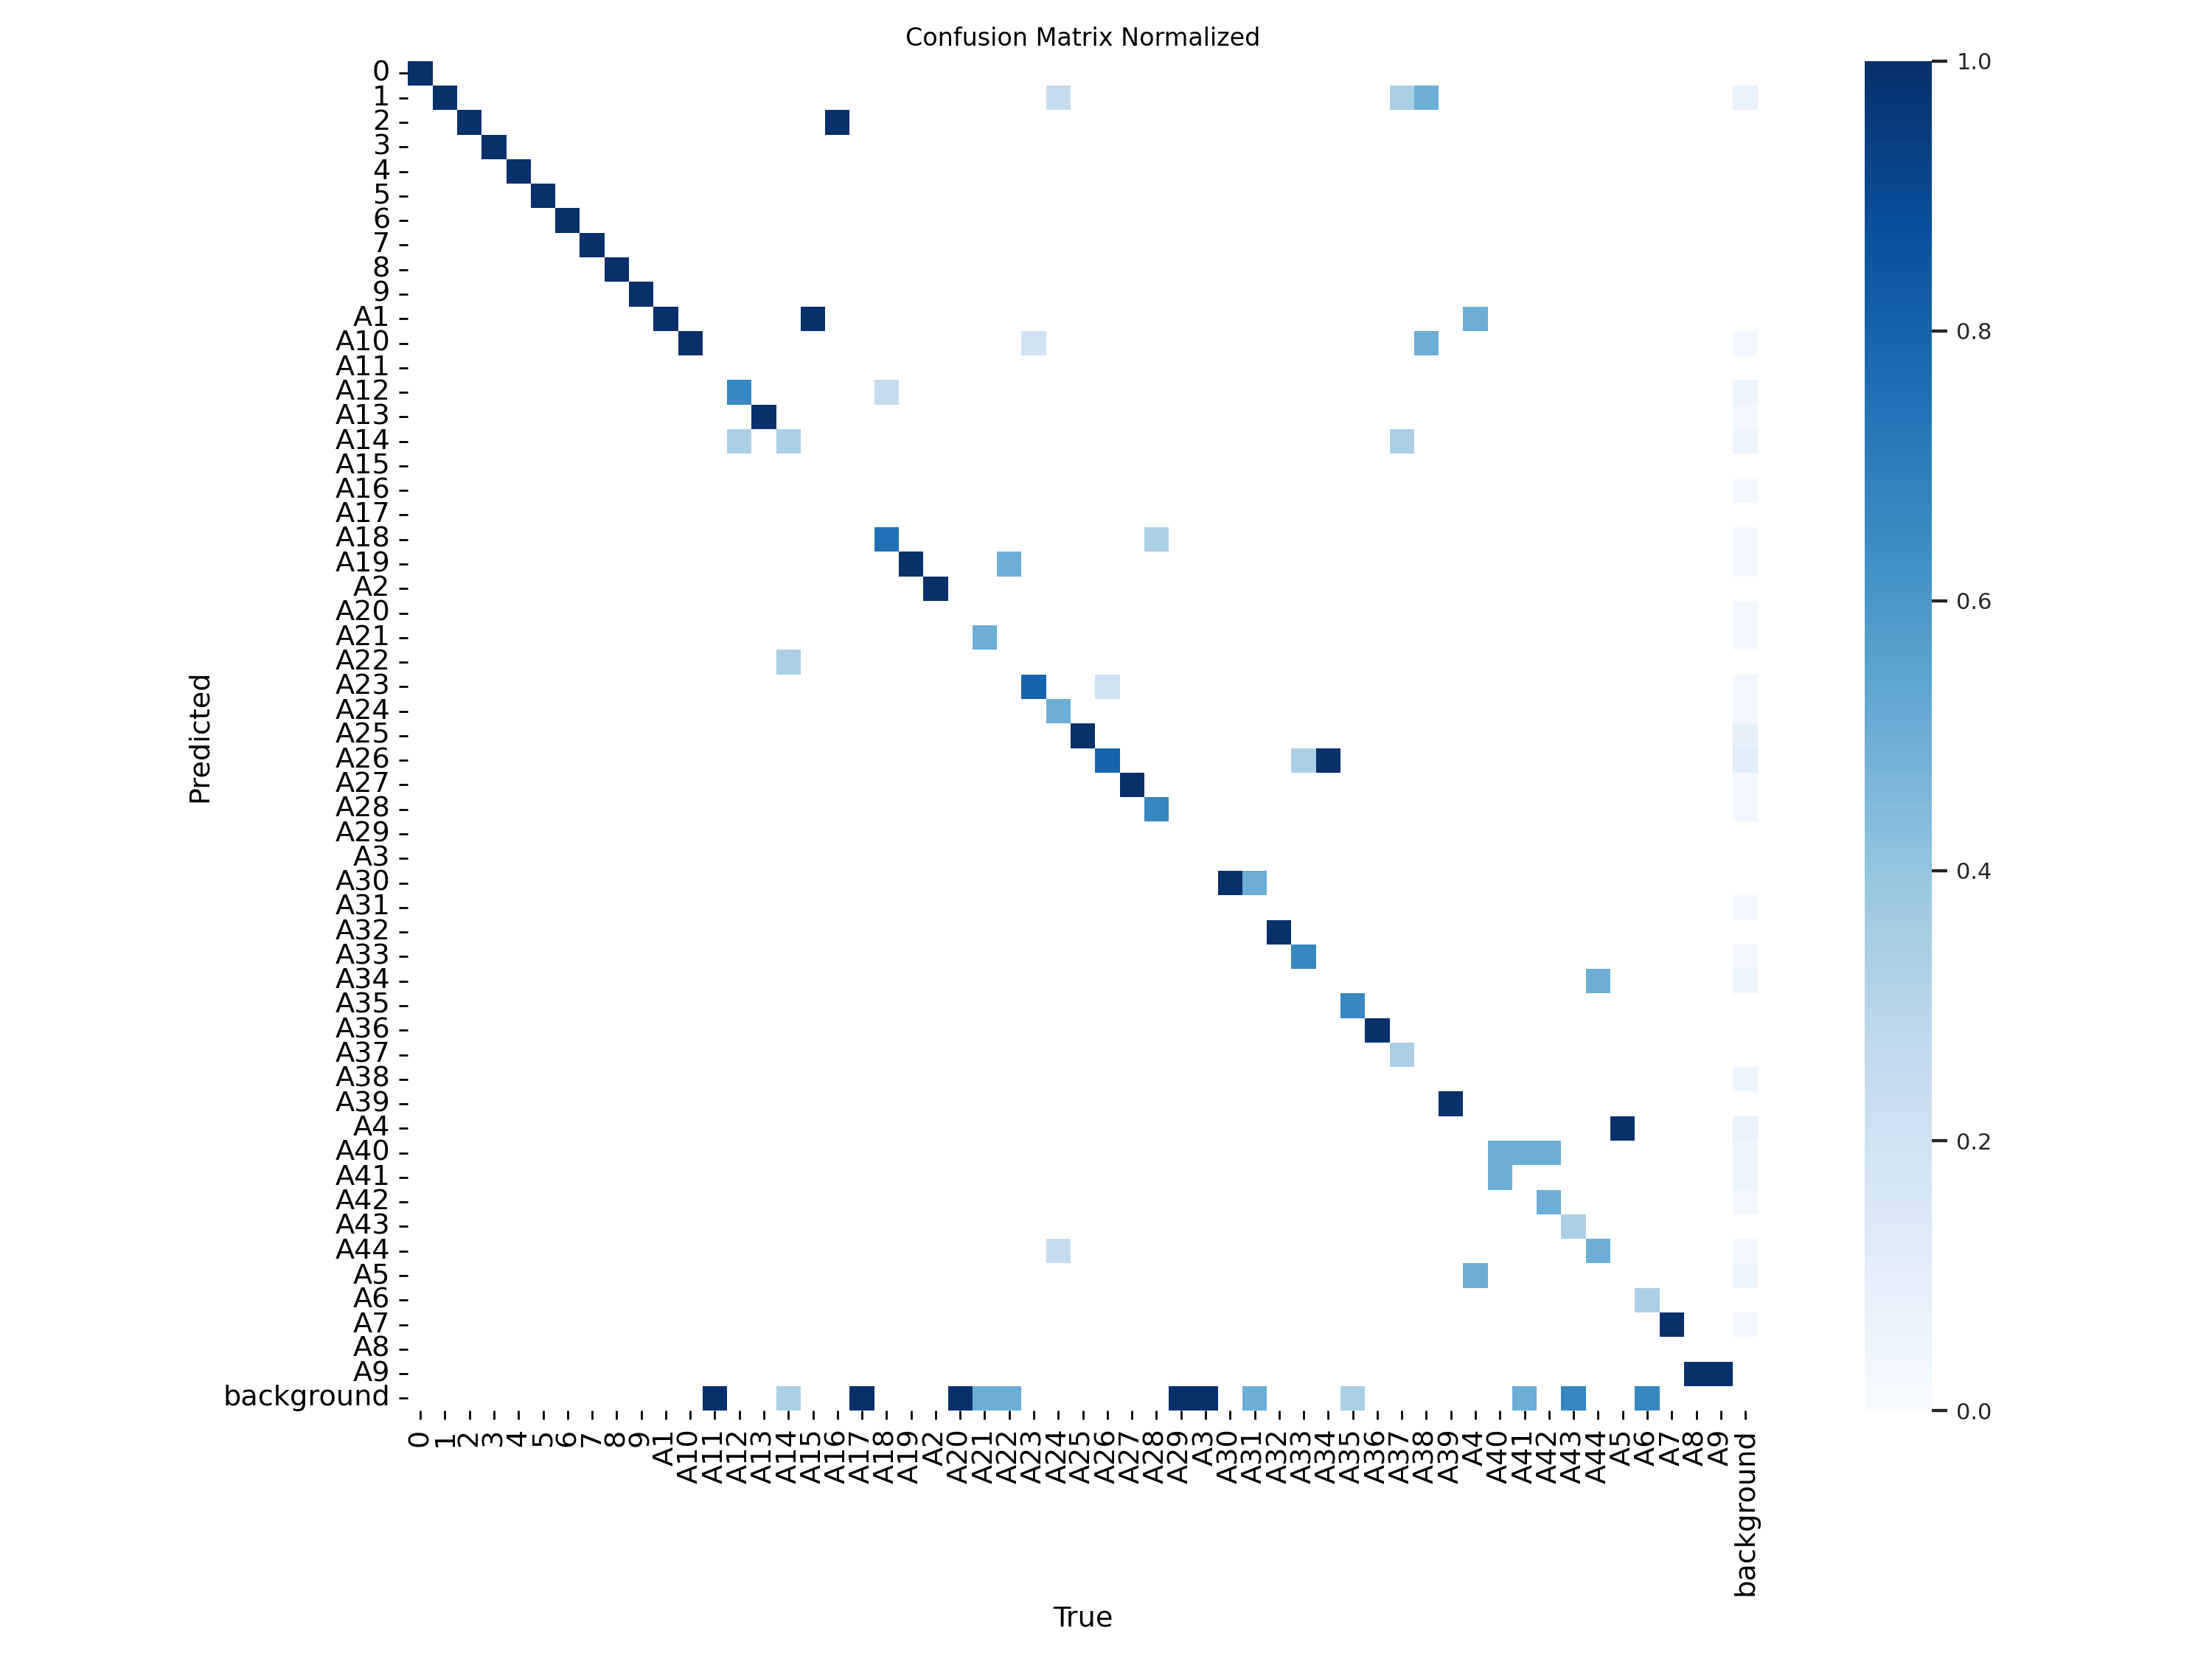 Confusion Matrix Normalized
0
1
2
3
4
5
6
7
8
9
A1
A10
A11
A12
A13
A14
A15
A16
A17
A18
A19
A2
A20
A21
A22
A23
A24
A25
A26
A27
A28
A29
A3
A30
A31
A32
A33
A34
A35
A36
A37
A38
A39
A4
A40
A41
A42
A43
A44
A5
A6
A7
A8
A9
background
Predicted
0 1 2 3 4 5 6 7 8 9 A1 A10 A11 A12 A13 A14 A15 A16 A17 A18 A19 A2 A20 A21 A22 A23 A24 A25 A26 A27 A28 A29 A3 A30 A31 A32 A33 A34 A35 A36 A37 A38 A39 A4 A40 A41 A42 A43 A44 A5 A6 A7 A8 A9 background
True
1.0
0.8
0.6
0.4
0.2
0.0